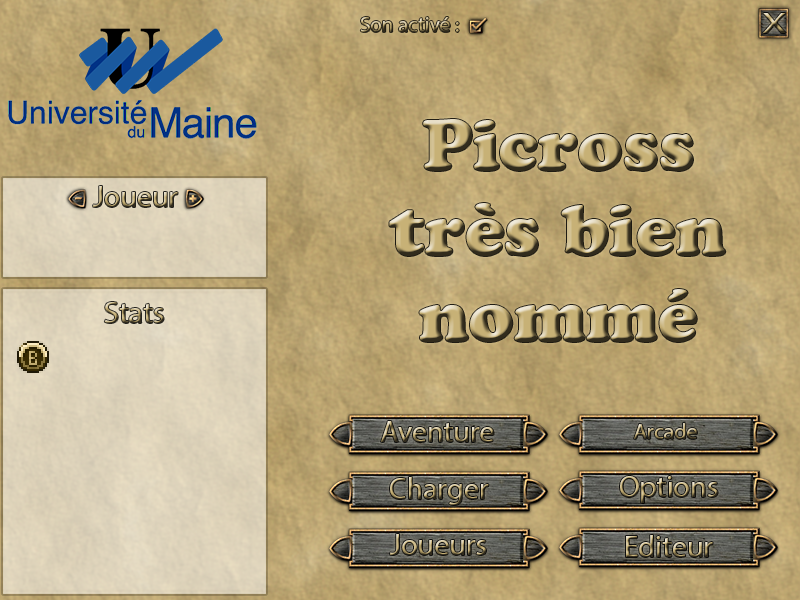 Son activé :
Université
du Maine
U
Joueur
Stats
B
Picross
très bien
nommé
Aventure
Arcade
Charger
Options
Joueurs
Editeur